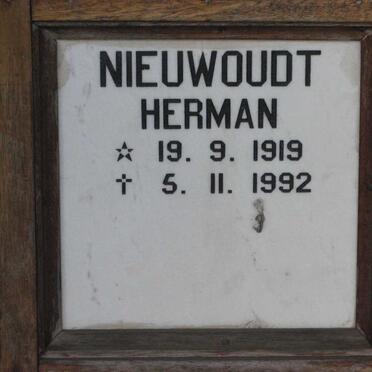 NIEUWOUDT
HERMAN
☆ 19. 9. 1919
✝ 5. 11. 1992